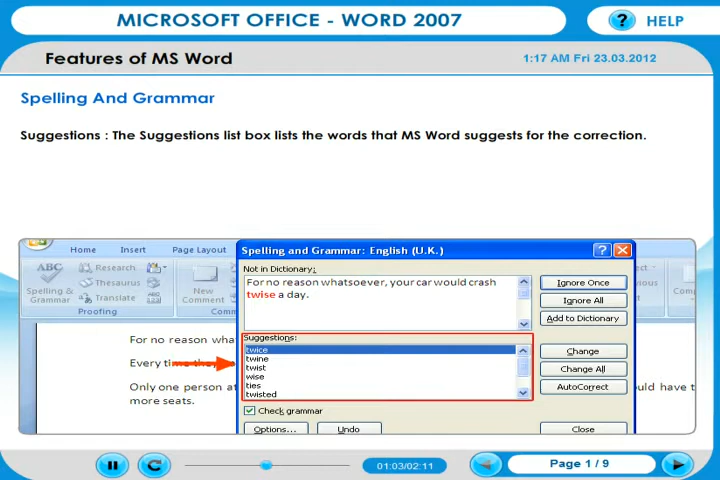 MICROSOFT OFFICE - WORD 2007
? HELP
Features of MS Word
1:17 AM Fri 23.03.2012
Spelling And Grammar
Suggestions : The Suggestions list box lists the words that MS Word suggests for the correction.
Home Insert Page Layout
Spelling and Grammar: English (U.K.)
Not in Dictionary:
For no reason whatsoever, your car would crash
twise a day.
Ignore Once
Ignore All
Add to Dictionary
ABC
Spelling &
Grammar
Research
Thesaurus
Translate
Proofing
New
Comment
Suggestions:
twice
twine
twist
wise
ties
twisted
Change
Change All
AutoCorrect
For no reason wha
Every time they
Only one person at
more seats.
uld have t
Check grammar
Options...
Undo
Close
01:03/02:11
Page 1 / 9